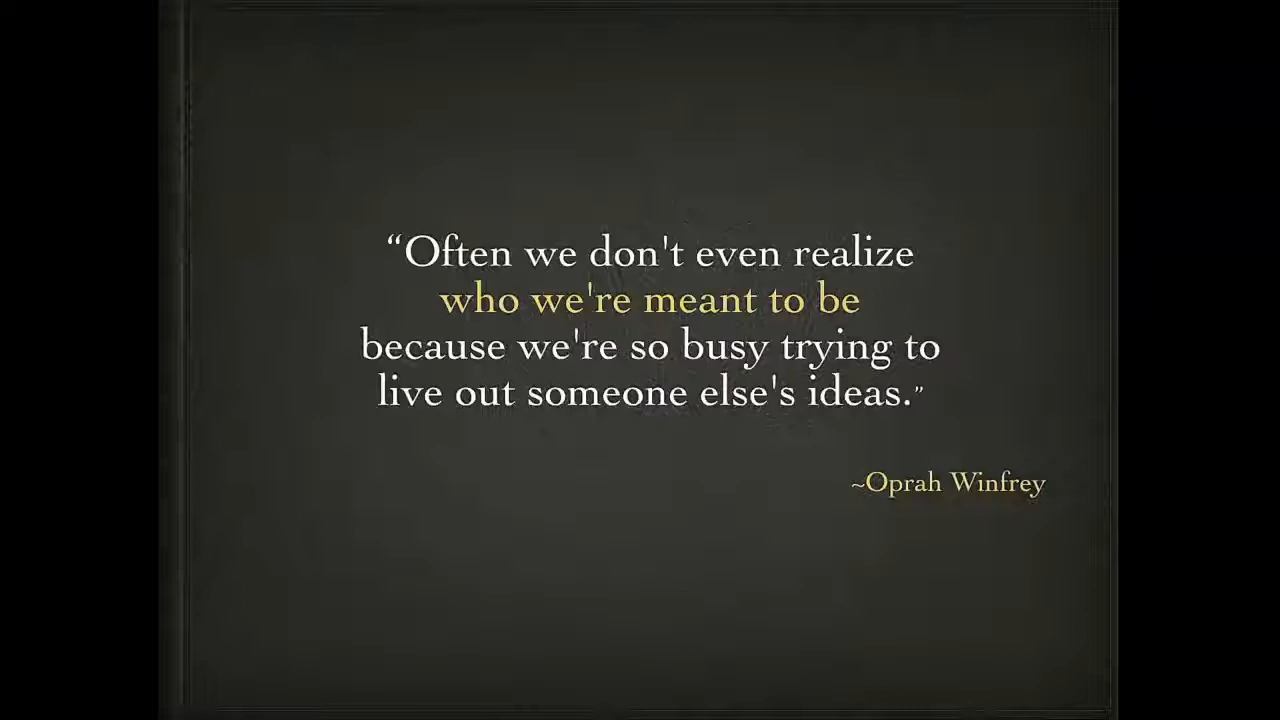 “Often we don't even realize
who we're meant to be
because we're so busy trying to
live out someone else's ideas.”
~Oprah Winfrey